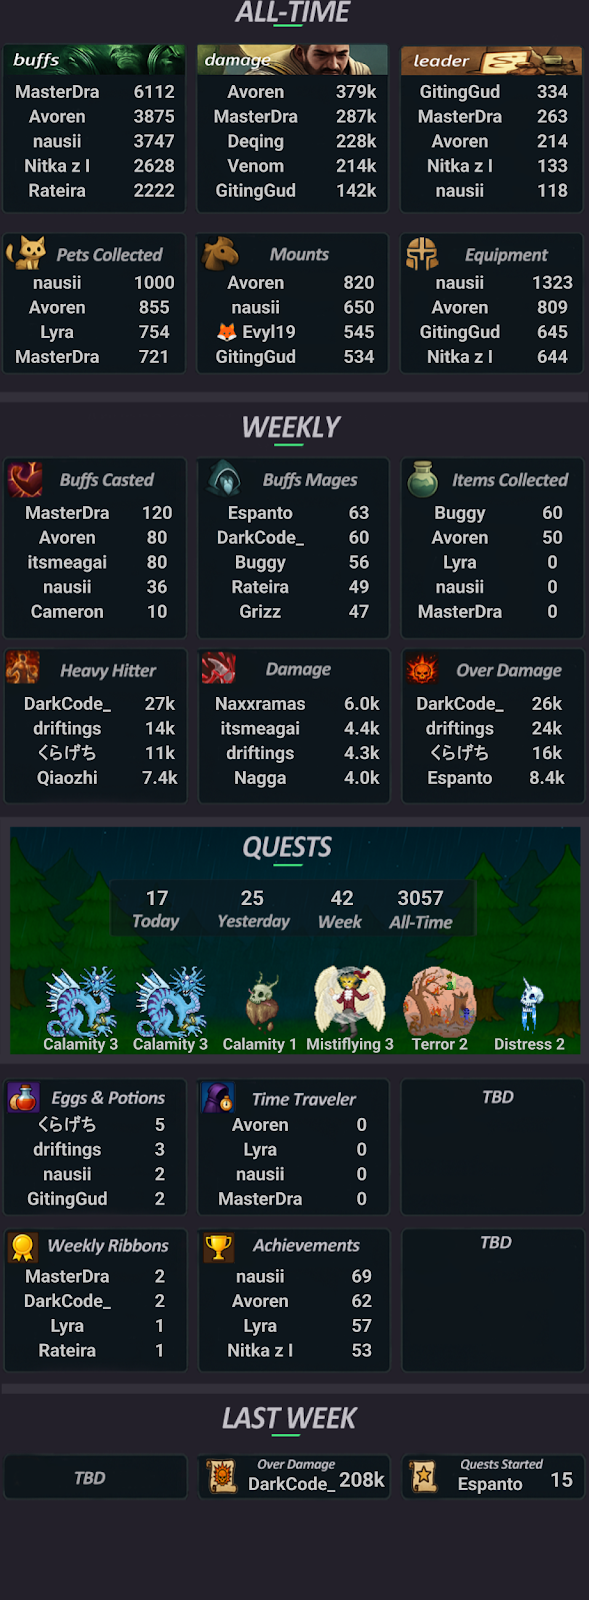 ALL-TIME
buffs
MasterDra 6112
Avoren 3875
nausii 3747
Nitka z l 2628
Rateira 2222
damage
Avoren 379k
MasterDra 287k
Deqing 228k
Venom 214k
GitingGud 142k
leader
GitingGud 334
MasterDra 263
Avoren 214
Nitka z l 133
nausii 118
Pets Collected
nausii 1000
Avoren 855
Lyra 754
MasterDra 721
Mounts
Avoren 820
nausii 650
🦊 Evyl19 545
GitingGud 534
Equipment
nausii 1323
Avoren 809
GitingGud 645
Nitka z l 644
WEEKLY
Buffs Casted
MasterDra 120
Avoren 80
itsmeagai 80
nausii 36
Cameron 10
Buffs Mages
Espanto 63
DarkCode_ 60
Buggy 56
Rateira 49
Grizz 47
Items Collected
Buggy 60
Avoren 50
Lyra 0
nausii 0
MasterDra 0
Heavy Hitter
DarkCode_ 27k
driftings 14k
くらげち 11k
Qiaozhi 7.4k
Damage
Naxxramas 6.0k
itsmeagai 4.4k
driftings 4.3k
Nagga 4.0k
Over Damage
DarkCode_ 26k
driftings 24k
くらげち 16k
Espanto 8.4k
QUESTS
17 25 42 3057
Today Yesterday Week All-Time
Calamity 3 Calamity 3 Calamity 1 Mistiflying 3 Terror 2 Distress 2
Eggs & Potions
くらげち 5
driftings 3
nausii 2
GitingGud 2
Time Traveler
Avoren 0
Lyra 0
nausii 0
MasterDra 0
TBD
Weekly Ribbons
MasterDra 2
DarkCode_ 2
Lyra 1
Rateira 1
Achievements
nausii 69
Avoren 62
Lyra 57
Nitka z l 53
TBD
LAST WEEK
TBD
Over Damage
DarkCode_ 208k
Quests Started
Espanto 15